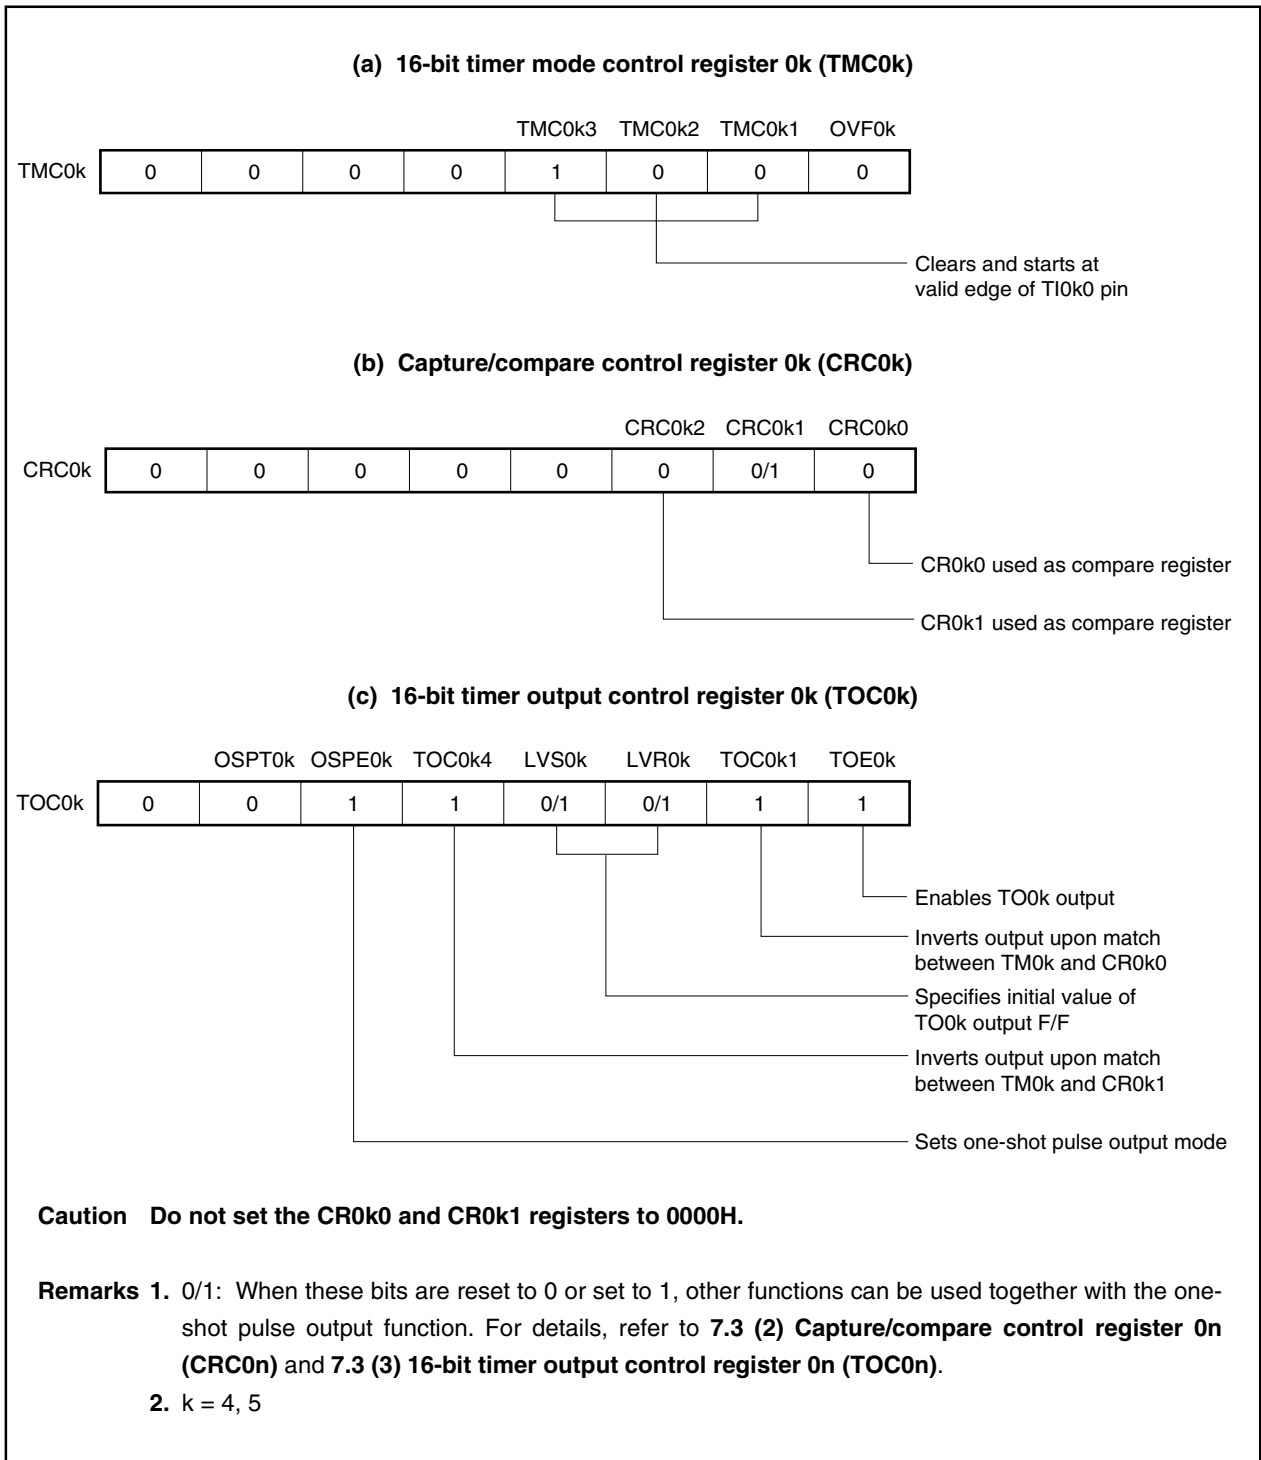 (a) 16-bit timer mode control register 0k (TMC0k)
TMC0k3 TMC0k2 TMC0k1 OVF0k
TMC0k 0 0 0 0 1 0 0 0
Clears and starts at
valid edge of TI0k0 pin
(b) Capture/compare control register 0k (CRC0k)
CRC0k2 CRC0k1 CRC0k0
CRC0k 0 0 0 0 0 0 0/1 0
CR0k0 used as compare register
CR0k1 used as compare register
(c) 16-bit timer output control register 0k (TOC0k)
OSPT0k OSPE0k TOC0k4 LVS0k LVR0k TOC0k1 TOE0k
TOC0k 0 0 1 1 0/1 0/1 1 1
Enables TO0k output
Inverts output upon match
between TM0k and CR0k0
Specifies initial value of
TO0k output F/F
Inverts output upon match
between TM0k and CR0k1
Sets one-shot pulse output mode
Caution Do not set the CR0k0 and CR0k1 registers to 0000H.
Remarks 1. 0/1: When these bits are reset to 0 or set to 1, other functions can be used together with the one-
shot pulse output function. For details, refer to 7.3 (2) Capture/compare control register 0n
(CRC0n) and 7.3 (3) 16-bit timer output control register 0n (TOC0n).
2. k = 4, 5